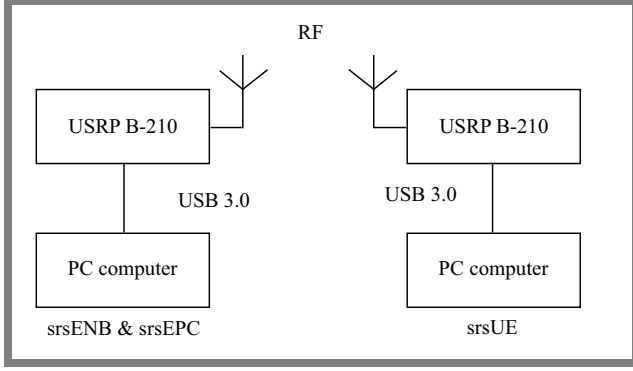 RF
USRP B-210
USRP B-210
USB 3.0
USB 3.0
PC computer
PC computer
srsENB & srsEPC
srsUE